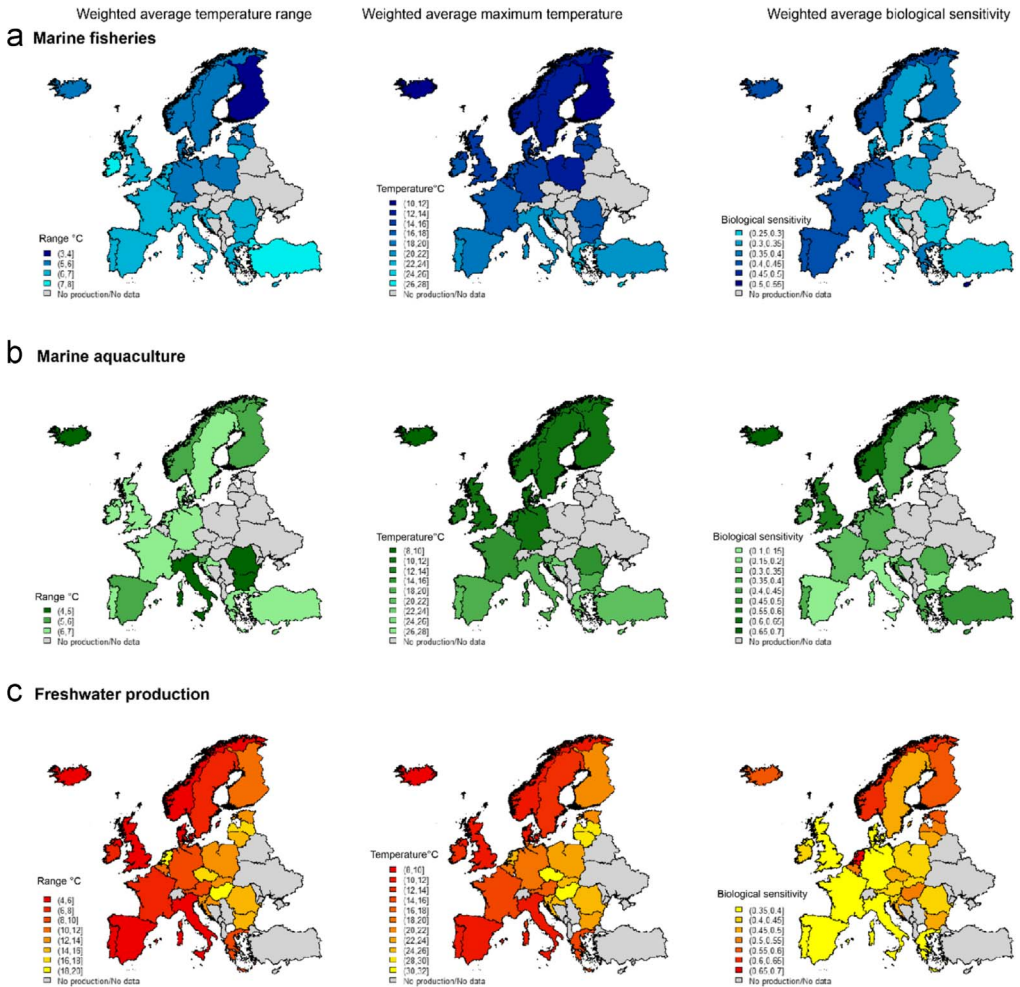 Weighted average temperature range
Weighted average maximum temperature
Weighted average biological sensitivity
a Marine fisheries
Range °C
(3,4]
(5,6]
(6,7]
(7,8]
No production/No data
Temperature°C
[10,12]
(12,14]
(14,16]
(16,18]
(18,20]
(20,22]
(22,24]
(24,26]
(26,28]
No production/No data
Biological sensitivity
(0.25,0.3]
(0.3,0.35]
(0.35,0.4]
(0.4,0.45]
(0.45,0.5]
(0.5,0.55]
No production/No data
b Marine aquaculture
Range °C
(4,5]
(5,6]
(6,7]
No production/No data
Temperature°C
[8,10]
(10,12]
(12,14]
(14,16]
(18,20]
(20,22]
(22,24]
(24,26]
(26,28]
No production/No data
Biological sensitivity
(0.1,0.15]
(0.15,0.2]
(0.3,0.35]
(0.35,0.4]
(0.4,0.45]
(0.45,0.5]
(0.55,0.6]
(0.6,0.65]
(0.65,0.7]
No production/No data
c Freshwater production
Range °C
(4,6]
(6,8]
(8,10]
(10,12]
(12,14]
(14,16]
(16,18]
(18,20]
No production/No data
Temperature°C
[8,10]
(10,12]
(12,14]
(14,16]
(16,18]
(18,20]
(20,22]
(22,24]
(24,26]
(28,30]
(30,32]
No production/No data
Biological sensitivity
(0.35,0.4]
(0.4,0.45]
(0.45,0.5]
(0.5,0.55]
(0.55,0.6]
(0.6,0.65]
(0.65,0.7]
No production/No data